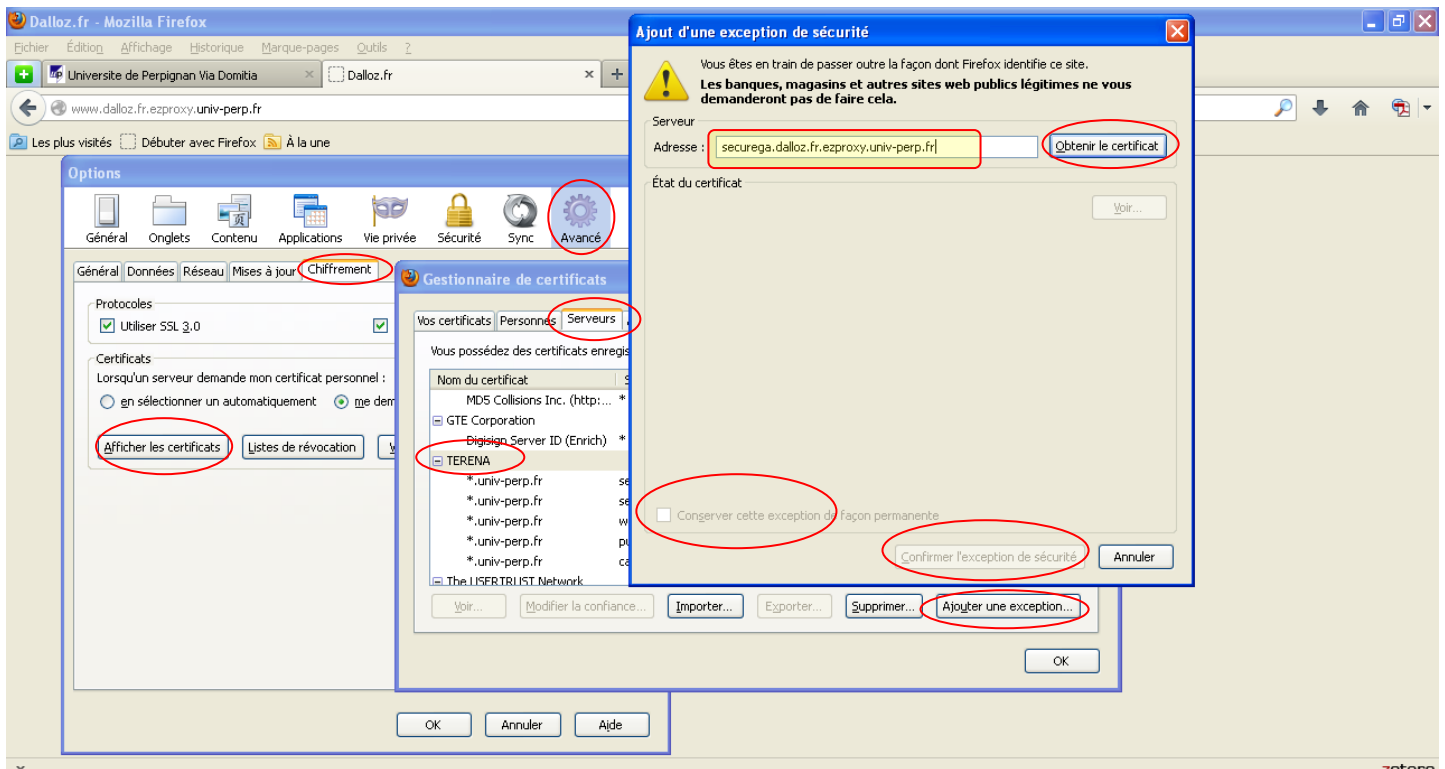 Dalloz.fr - Mozilla Firefox
Fichier Édition Affichage Historique Marque-pages Outils ?
Universite de Perpignan Via Domitia × Dalloz.fr × +
www.dalloz.fr.ezproxy.univ-perp.fr
Les plus visités Débuter avec Firefox À la une
Options
Général Onglets Contenu Applications Vie privée Sécurité Sync Avancé
Général Données Réseau Mises à jour Chiffrement
Protocoles
Utiliser SSL 3.0
Certificats
Lorsqu'un serveur demande mon certificat personnel :
en sélectionner un automatiquement me dem
Afficher les certificats Listes de révocation
OK Annuler Aide
Gestionnaire de certificats
Vos certificats Personnes Serveurs
Vous possédez des certificats enregis
Nom du certificat
MD5 Collisions Inc. (http:... *
GTE Corporation
Digisign Server ID (Enrich) *
TERENA
*.univ-perp.fr se
*.univ-perp.fr se
*.univ-perp.fr w
*.univ-perp.fr pu
*.univ-perp.fr ca
The USERTRUST Network
Voir... Modifier la confiance... Importer... Exporter... Supprimer... Ajouter une exception...
OK
Ajout d'une exception de sécurité
Vous êtes en train de passer outre la façon dont Firefox identifie ce site.
Les banques, magasins et autres sites web publics légitimes ne vous
demanderont pas de faire cela.
Serveur
Adresse : securega.dalloz.fr.ezproxy.univ-perp.fr Obtenir le certificat
État du certificat
Voir...
Conserver cette exception de façon permanente
Confirmer l'exception de sécurité Annuler
zotero